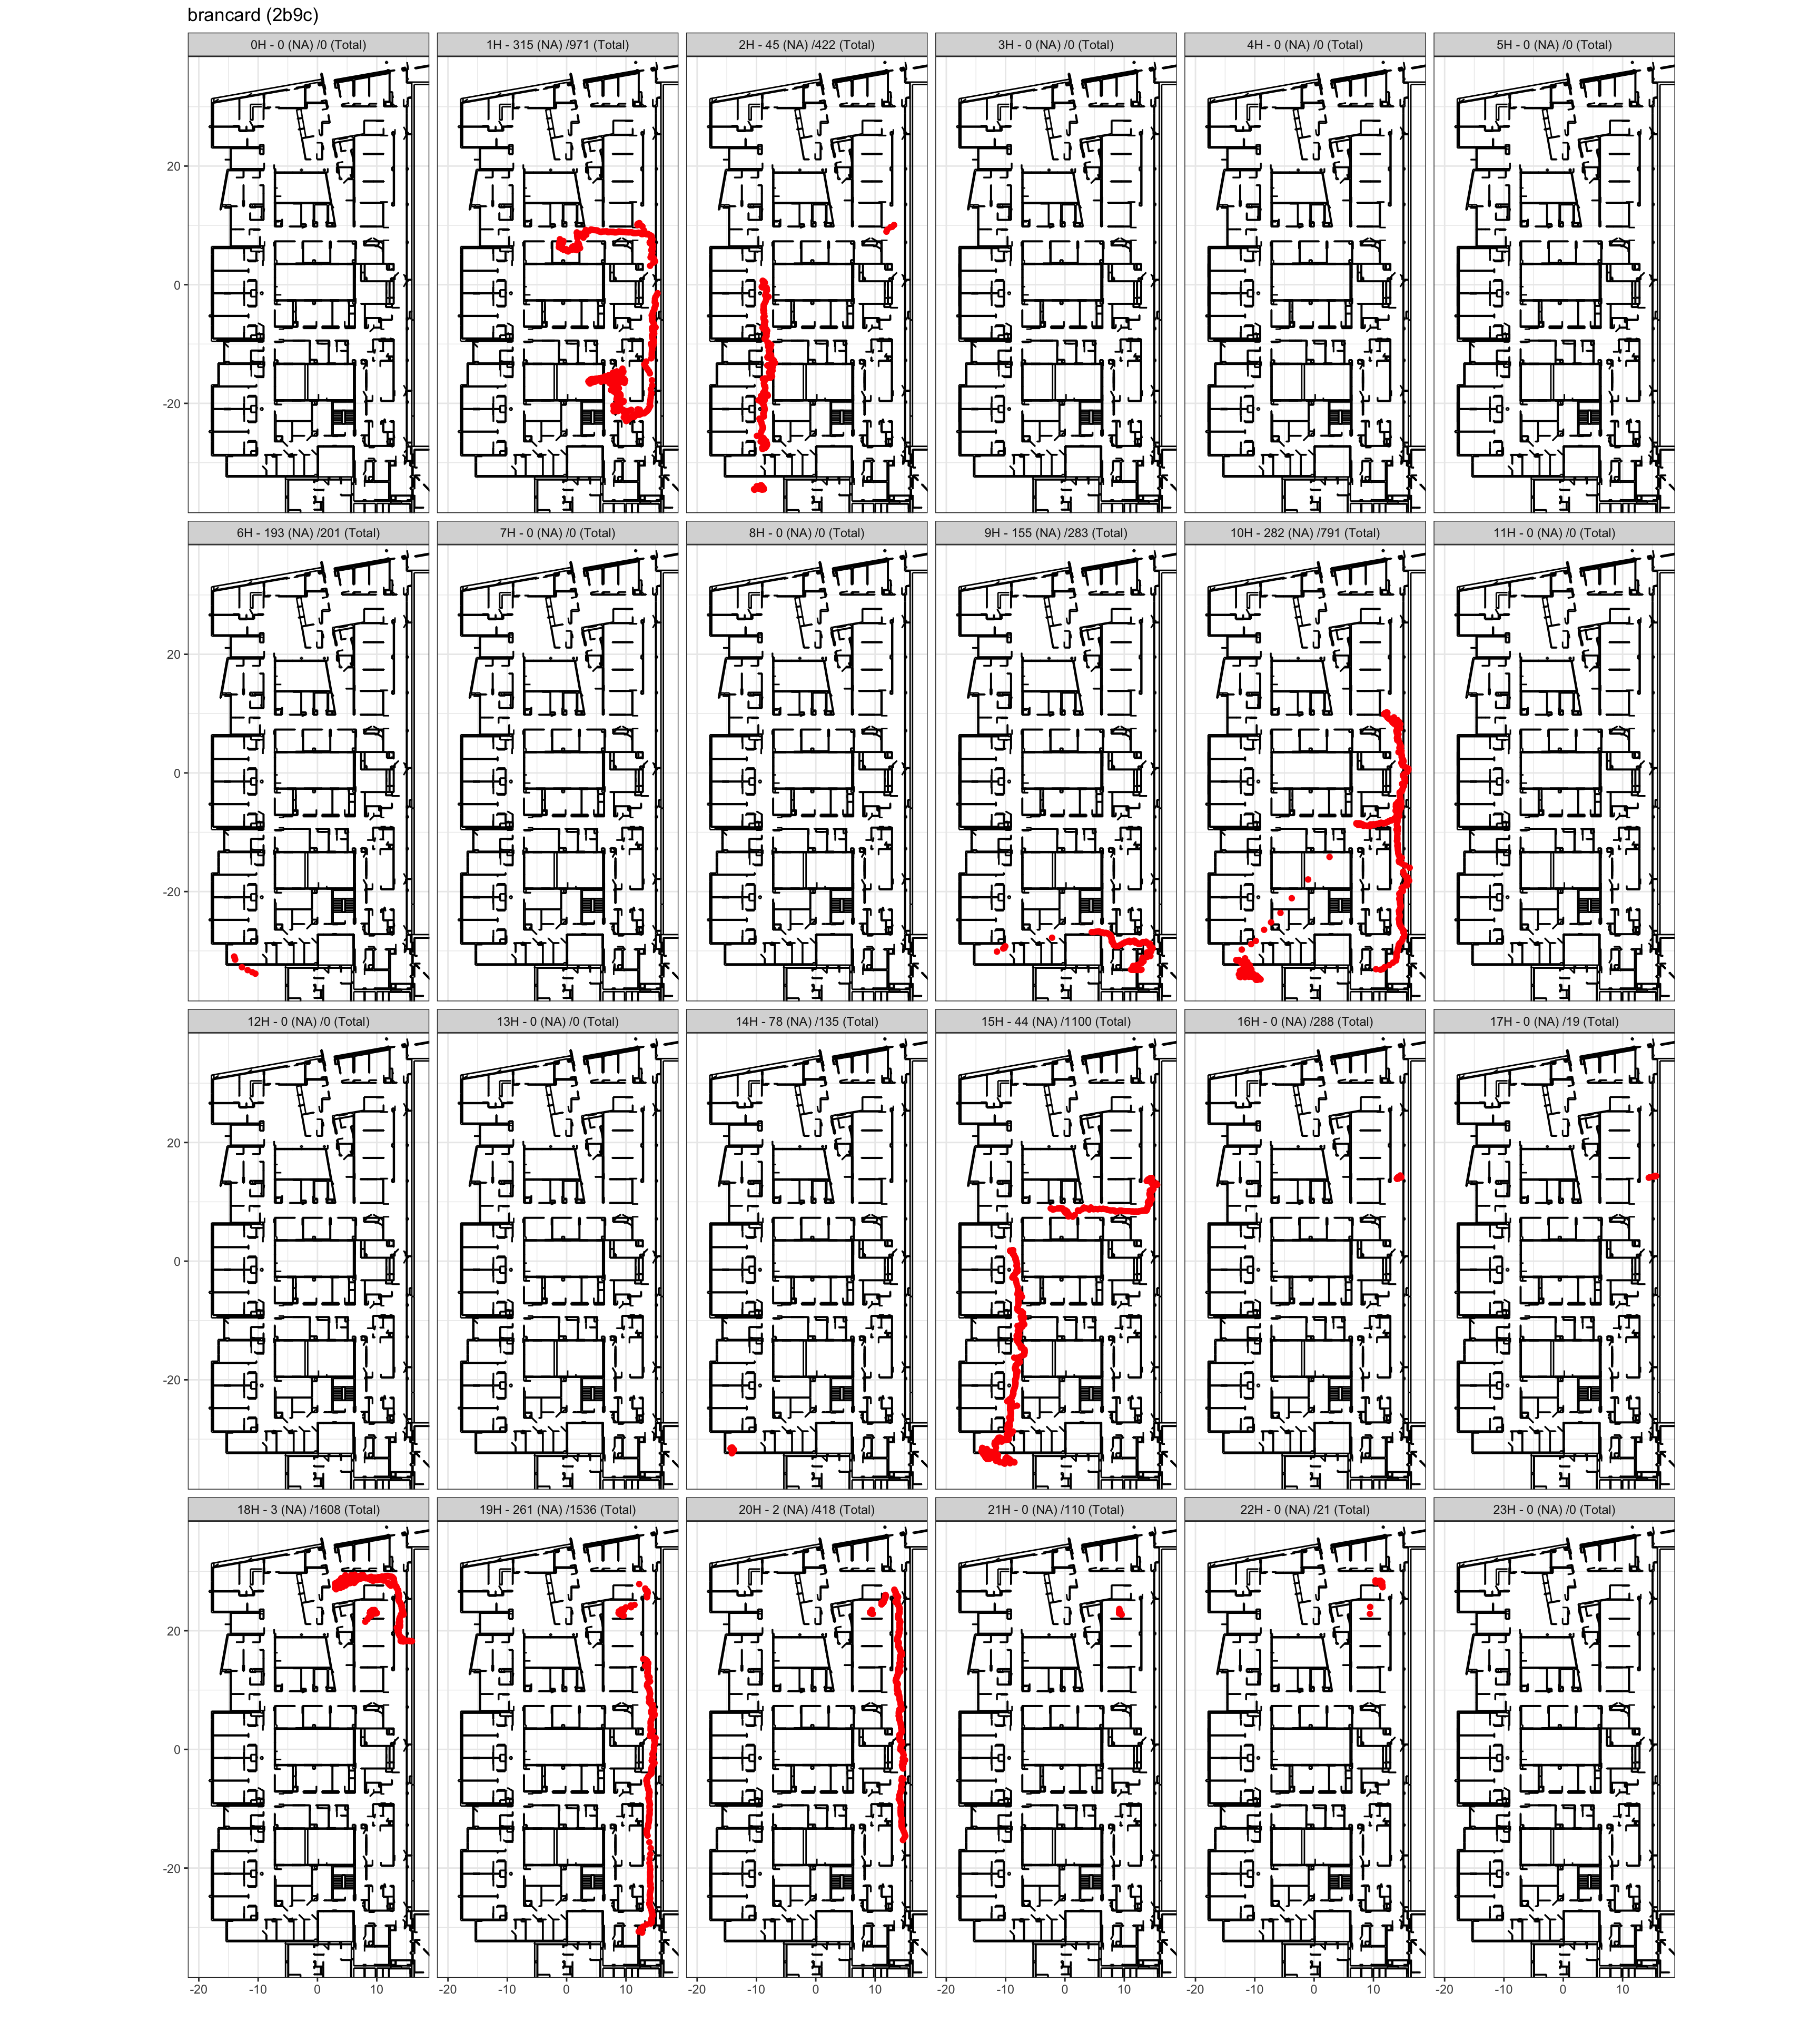 brancard (2b9c)
0H - 0 (NA) /0 (Total) 1H - 315 (NA) /971 (Total) 2H - 45 (NA) /422 (Total) 3H - 0 (NA) /0 (Total) 4H - 0 (NA) /0 (Total) 5H - 0 (NA) /0 (Total)
20
0
-20
6H - 193 (NA) /201 (Total) 7H - 0 (NA) /0 (Total) 8H - 0 (NA) /0 (Total) 9H - 155 (NA) /283 (Total) 10H - 282 (NA) /791 (Total) 11H - 0 (NA) /0 (Total)
20
0
-20
12H - 0 (NA) /0 (Total) 13H - 0 (NA) /0 (Total) 14H - 78 (NA) /135 (Total) 15H - 44 (NA) /1100 (Total) 16H - 0 (NA) /288 (Total) 17H - 0 (NA) /19 (Total)
20
0
-20
18H - 3 (NA) /1608 (Total) 19H - 261 (NA) /1536 (Total) 20H - 2 (NA) /418 (Total) 21H - 0 (NA) /110 (Total) 22H - 0 (NA) /21 (Total) 23H - 0 (NA) /0 (Total)
20
0
-20
-20 -10 0 10 -20 -10 0 10 -20 -10 0 10 -20 -10 0 10 -20 -10 0 10 -20 -10 0 10